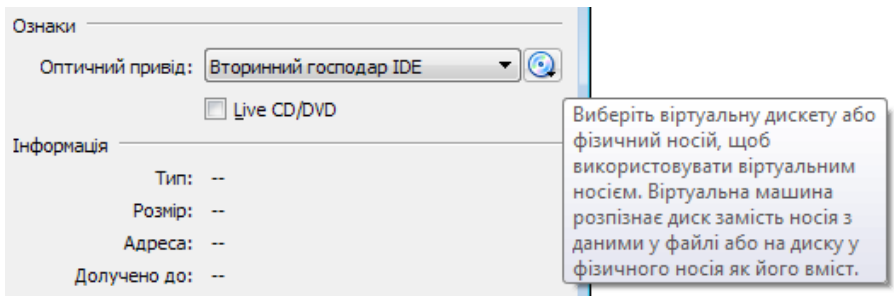 Ознаки
Оптичний привід: Вторинний господар IDE
Live CD/DVD
Інформація
Тип: --
Розмір: --
Адреса: --
Долучено до: --
Виберіть віртуальну дискету або
фізичний носій, щоб
використовувати віртуальним
носієм. Віртуальна машина
розпізнає диск замість носія з
даними у файлі або на диску у
фізичного носія як його вміст.